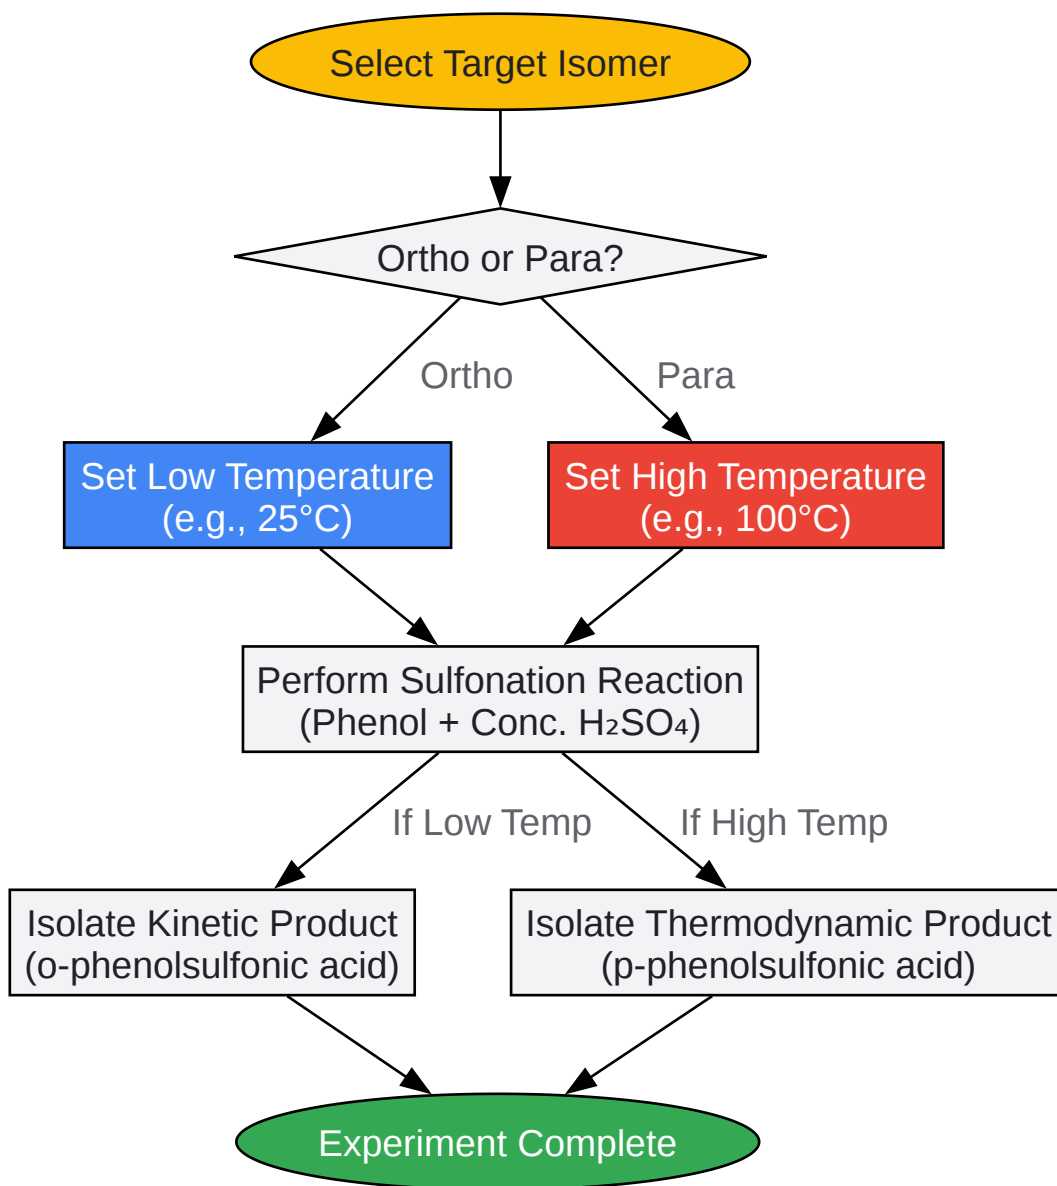 Select Target Isomer
Ortho or Para?
Ortho
Para
Set Low Temperature
(e.g., 25°C)
Set High Temperature
(e.g., 100°C)
Perform Sulfonation Reaction
(Phenol + Conc. H₂SO₄)
If Low Temp
If High Temp
Isolate Kinetic Product
(o-phenolsulfonic acid)
Isolate Thermodynamic Product
(p-phenolsulfonic acid)
Experiment Complete